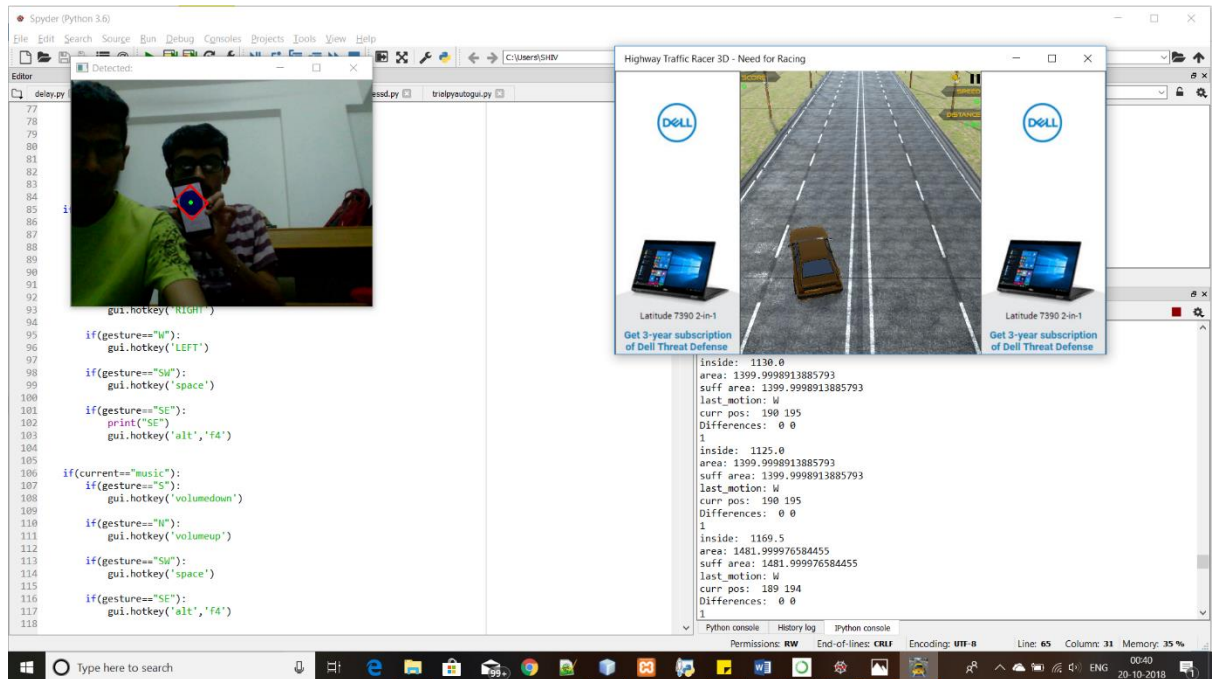 Spyder (Python 3.6)
File Edit Search Source Run Debug Consoles Projects Tools View Help
C:\Users\SHIV
Editor
delay.py
essd.py
trialpyautogui.py
Detected:
77
78
79
80
81
82
83
84
85
86
87
88
89
90
91
92
93 gui.hotkey('RIGHT')
94
95 if(gesture=="W"):
96 gui.hotkey('LEFT')
97
98 if(gesture=="SW"):
99 gui.hotkey('space')
100
101 if(gesture=="SE"):
102 print("SE")
103 gui.hotkey('alt','f4')
104
105
106 if(current=="music"):
107 if(gesture=="S"):
108 gui.hotkey('volumedown')
109
110 if(gesture=="N"):
111 gui.hotkey('volumeup')
112
113 if(gesture=="SW"):
114 gui.hotkey('space')
115
116 if(gesture=="SE"):
117 gui.hotkey('alt','f4')
118
Highway Traffic Racer 3D - Need for Racing
SCORE
SPEED
DISTANCE
DELL
Latitude 7390 2-in-1
Get 3-year subscription
of Dell Threat Defense
DELL
Latitude 7390 2-in-1
Get 3-year subscription
of Dell Threat Defense
inside: 1130.0
area: 1399.9998913885793
suff area: 1399.9998913885793
last_motion: W
curr pos: 190 195
Differences: 0 0
1
inside: 1125.0
area: 1399.9998913885793
suff area: 1399.9998913885793
last_motion: W
curr pos: 190 195
Differences: 0 0
1
inside: 1169.5
area: 1481.999976584455
suff area: 1481.999976584455
last_motion: W
curr pos: 189 194
Differences: 0 0
1
Python console History log IPython console
Permissions: RW End-of-lines: CRLF Encoding: UTF-8 Line: 65 Column: 31 Memory: 35 %
Type here to search
99+
ENG
00:40
20-10-2018